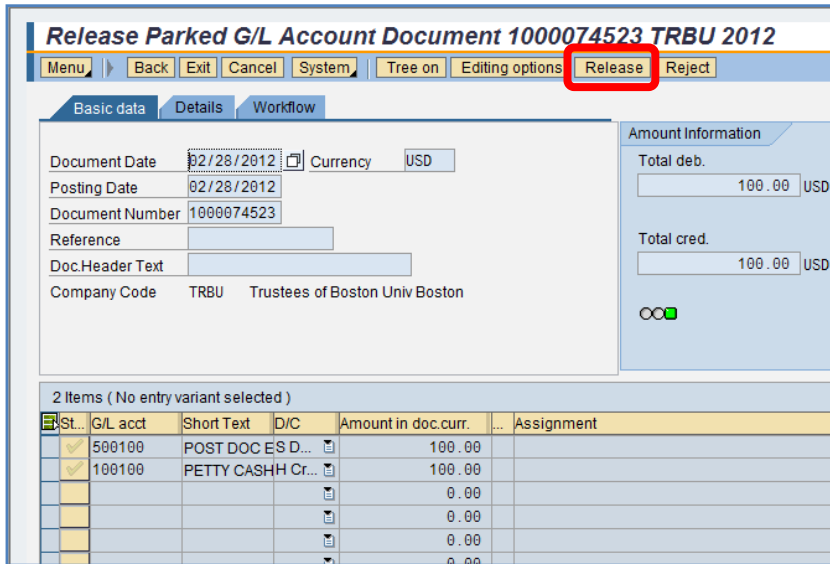 Release Parked G/L Account Document 1000074523 TRBU 2012
Menu Back Exit Cancel System Tree on Editing options Release Reject
Basic data Details Workflow
Amount Information
Document Date 02/28/2012 Currency USD
Total deb.
Posting Date 02/28/2012
100.00 USD
Document Number 1000074523
Reference
Total cred.
Doc.Header Text
100.00 USD
Company Code TRBU Trustees of Boston Univ Boston
2 Items ( No entry variant selected )
St... G/L acct Short Text D/C Amount in doc.curr. ... Assignment
500100 POST DOC E S D... 100.00
100100 PETTY CASH H Cr... 100.00
0.00
0.00
0.00
0.00